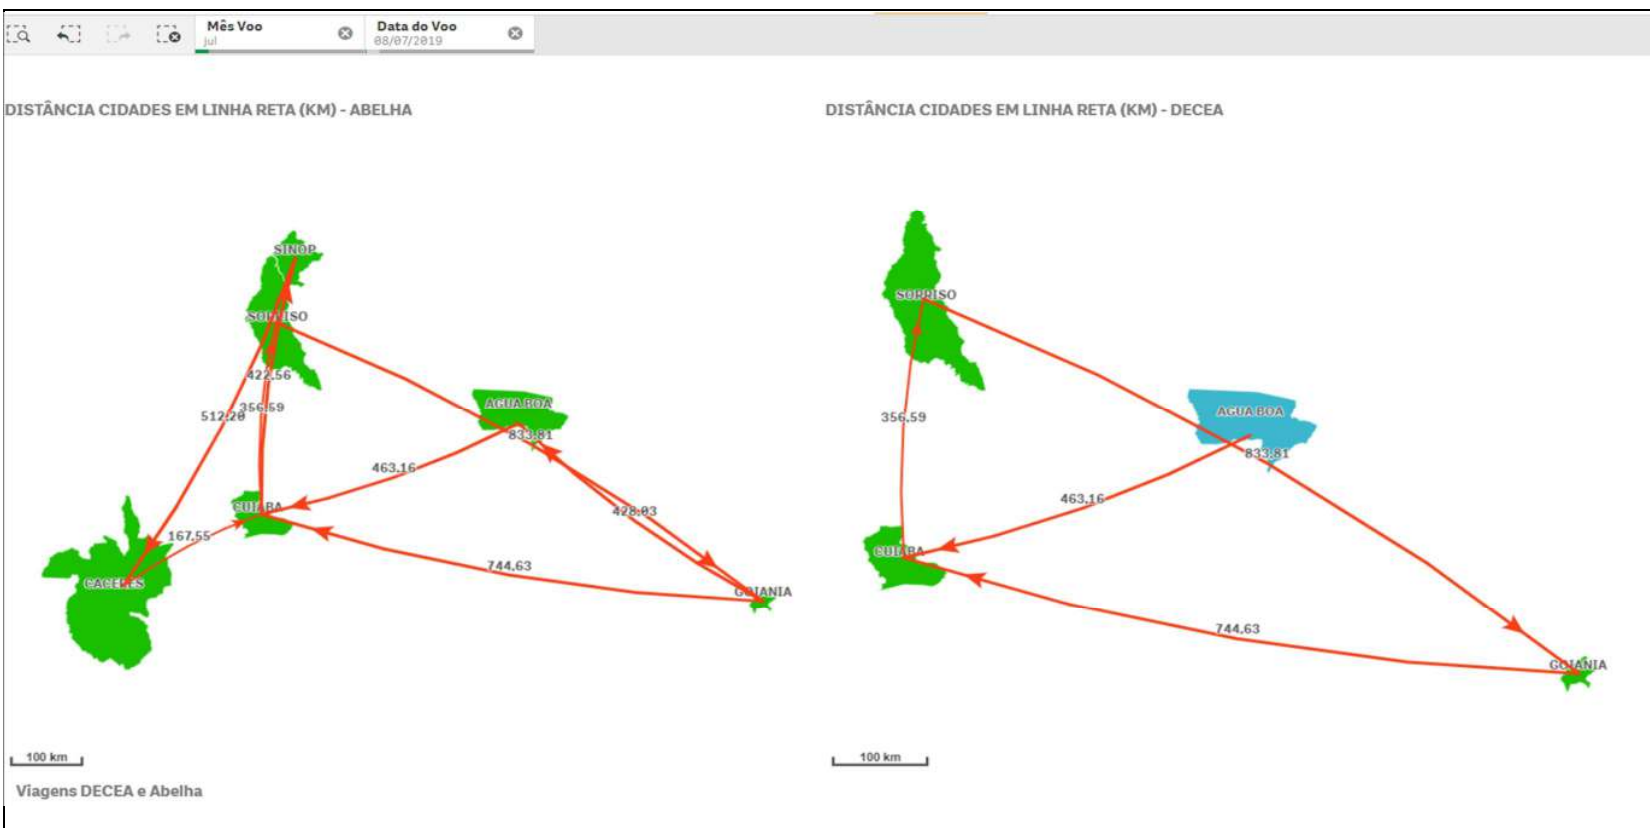 Mês Voo
jul
Data do Voo
08/07/2019
DISTÂNCIA CIDADES EM LINHA RETA (KM) - ABELHA
SINOP
SORRISO
422,56
356,59
512,20
AGUA BOA
833,81
463,16
CUIABA
428,03
167,55
744,63
CACERES
GOIANIA
100 km
DISTÂNCIA CIDADES EM LINHA RETA (KM) - DECEA
SORRISO
356,59
AGUA BOA
833,81
463,16
CUIABA
744,63
GOIANIA
100 km
Viagens DECEA e Abelha